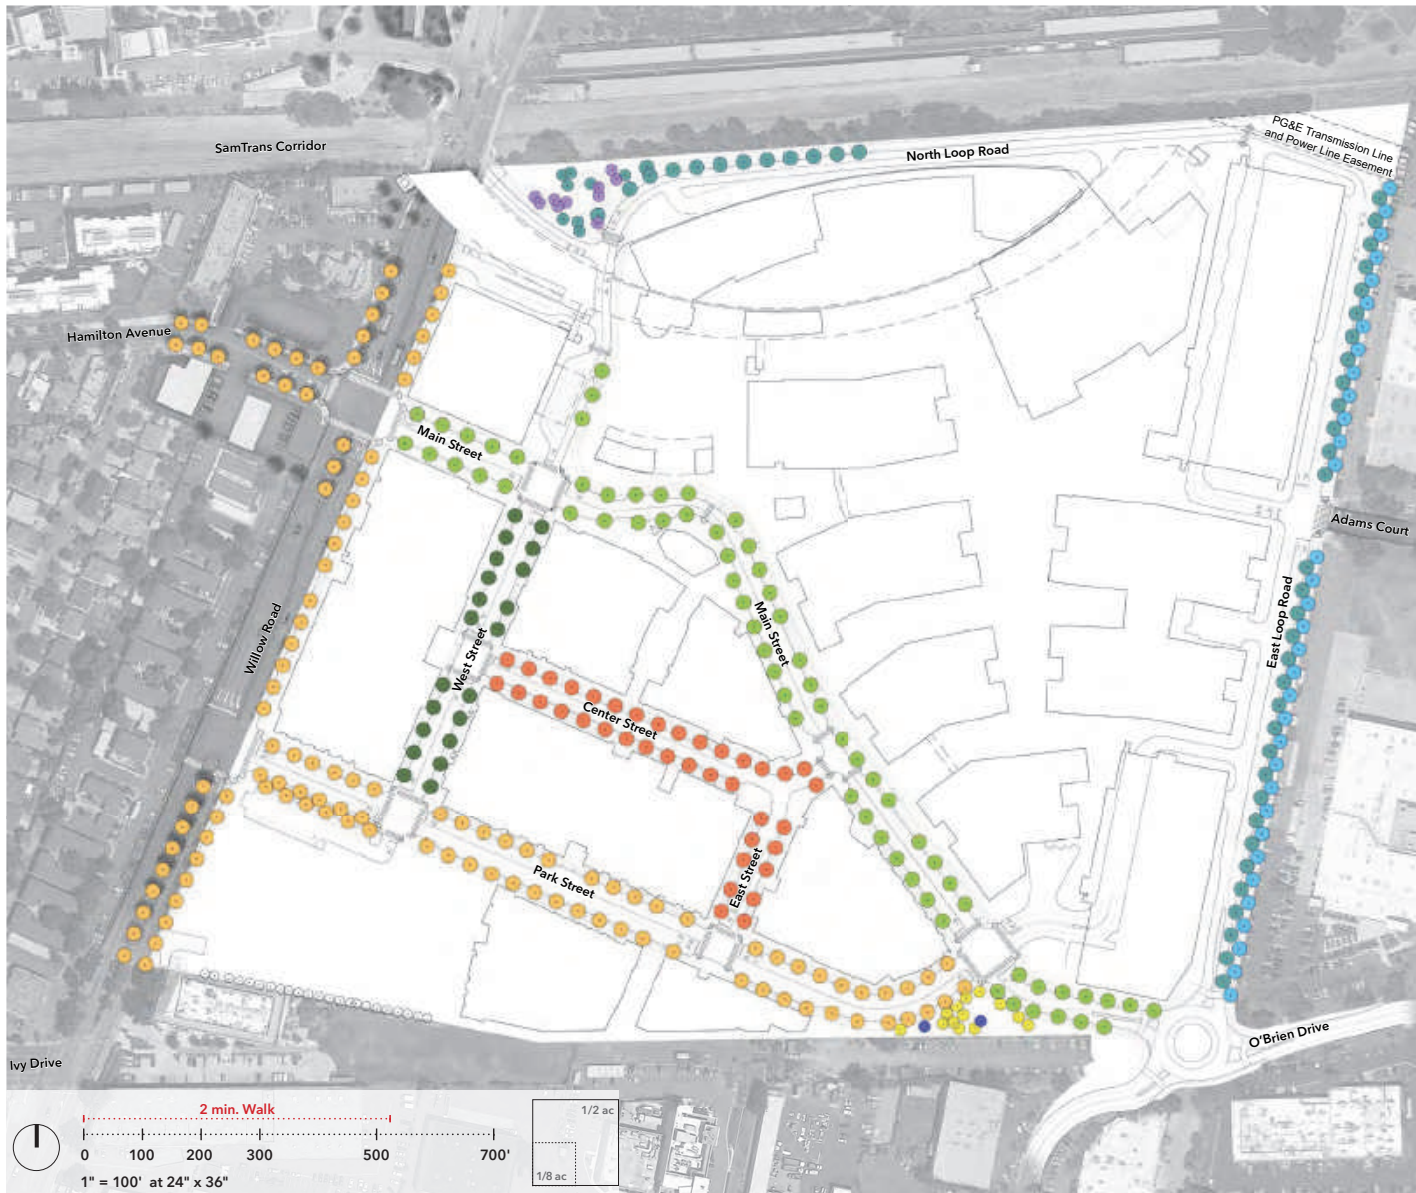 SamTrans Corridor
PG&E Transmission Line
and Power Line Easement
North Loop Road
Hamilton Avenue
Main Street
Adams Court
Willow Road
West Street
Main Street
East Loop Road
Center Street
Park Street
East Street
O'Brien Drive
Ivy Drive
2 min. Walk
0 100 200 300 500 700'
1" = 100' at 24" x 36"
1/2 ac
1/8 ac